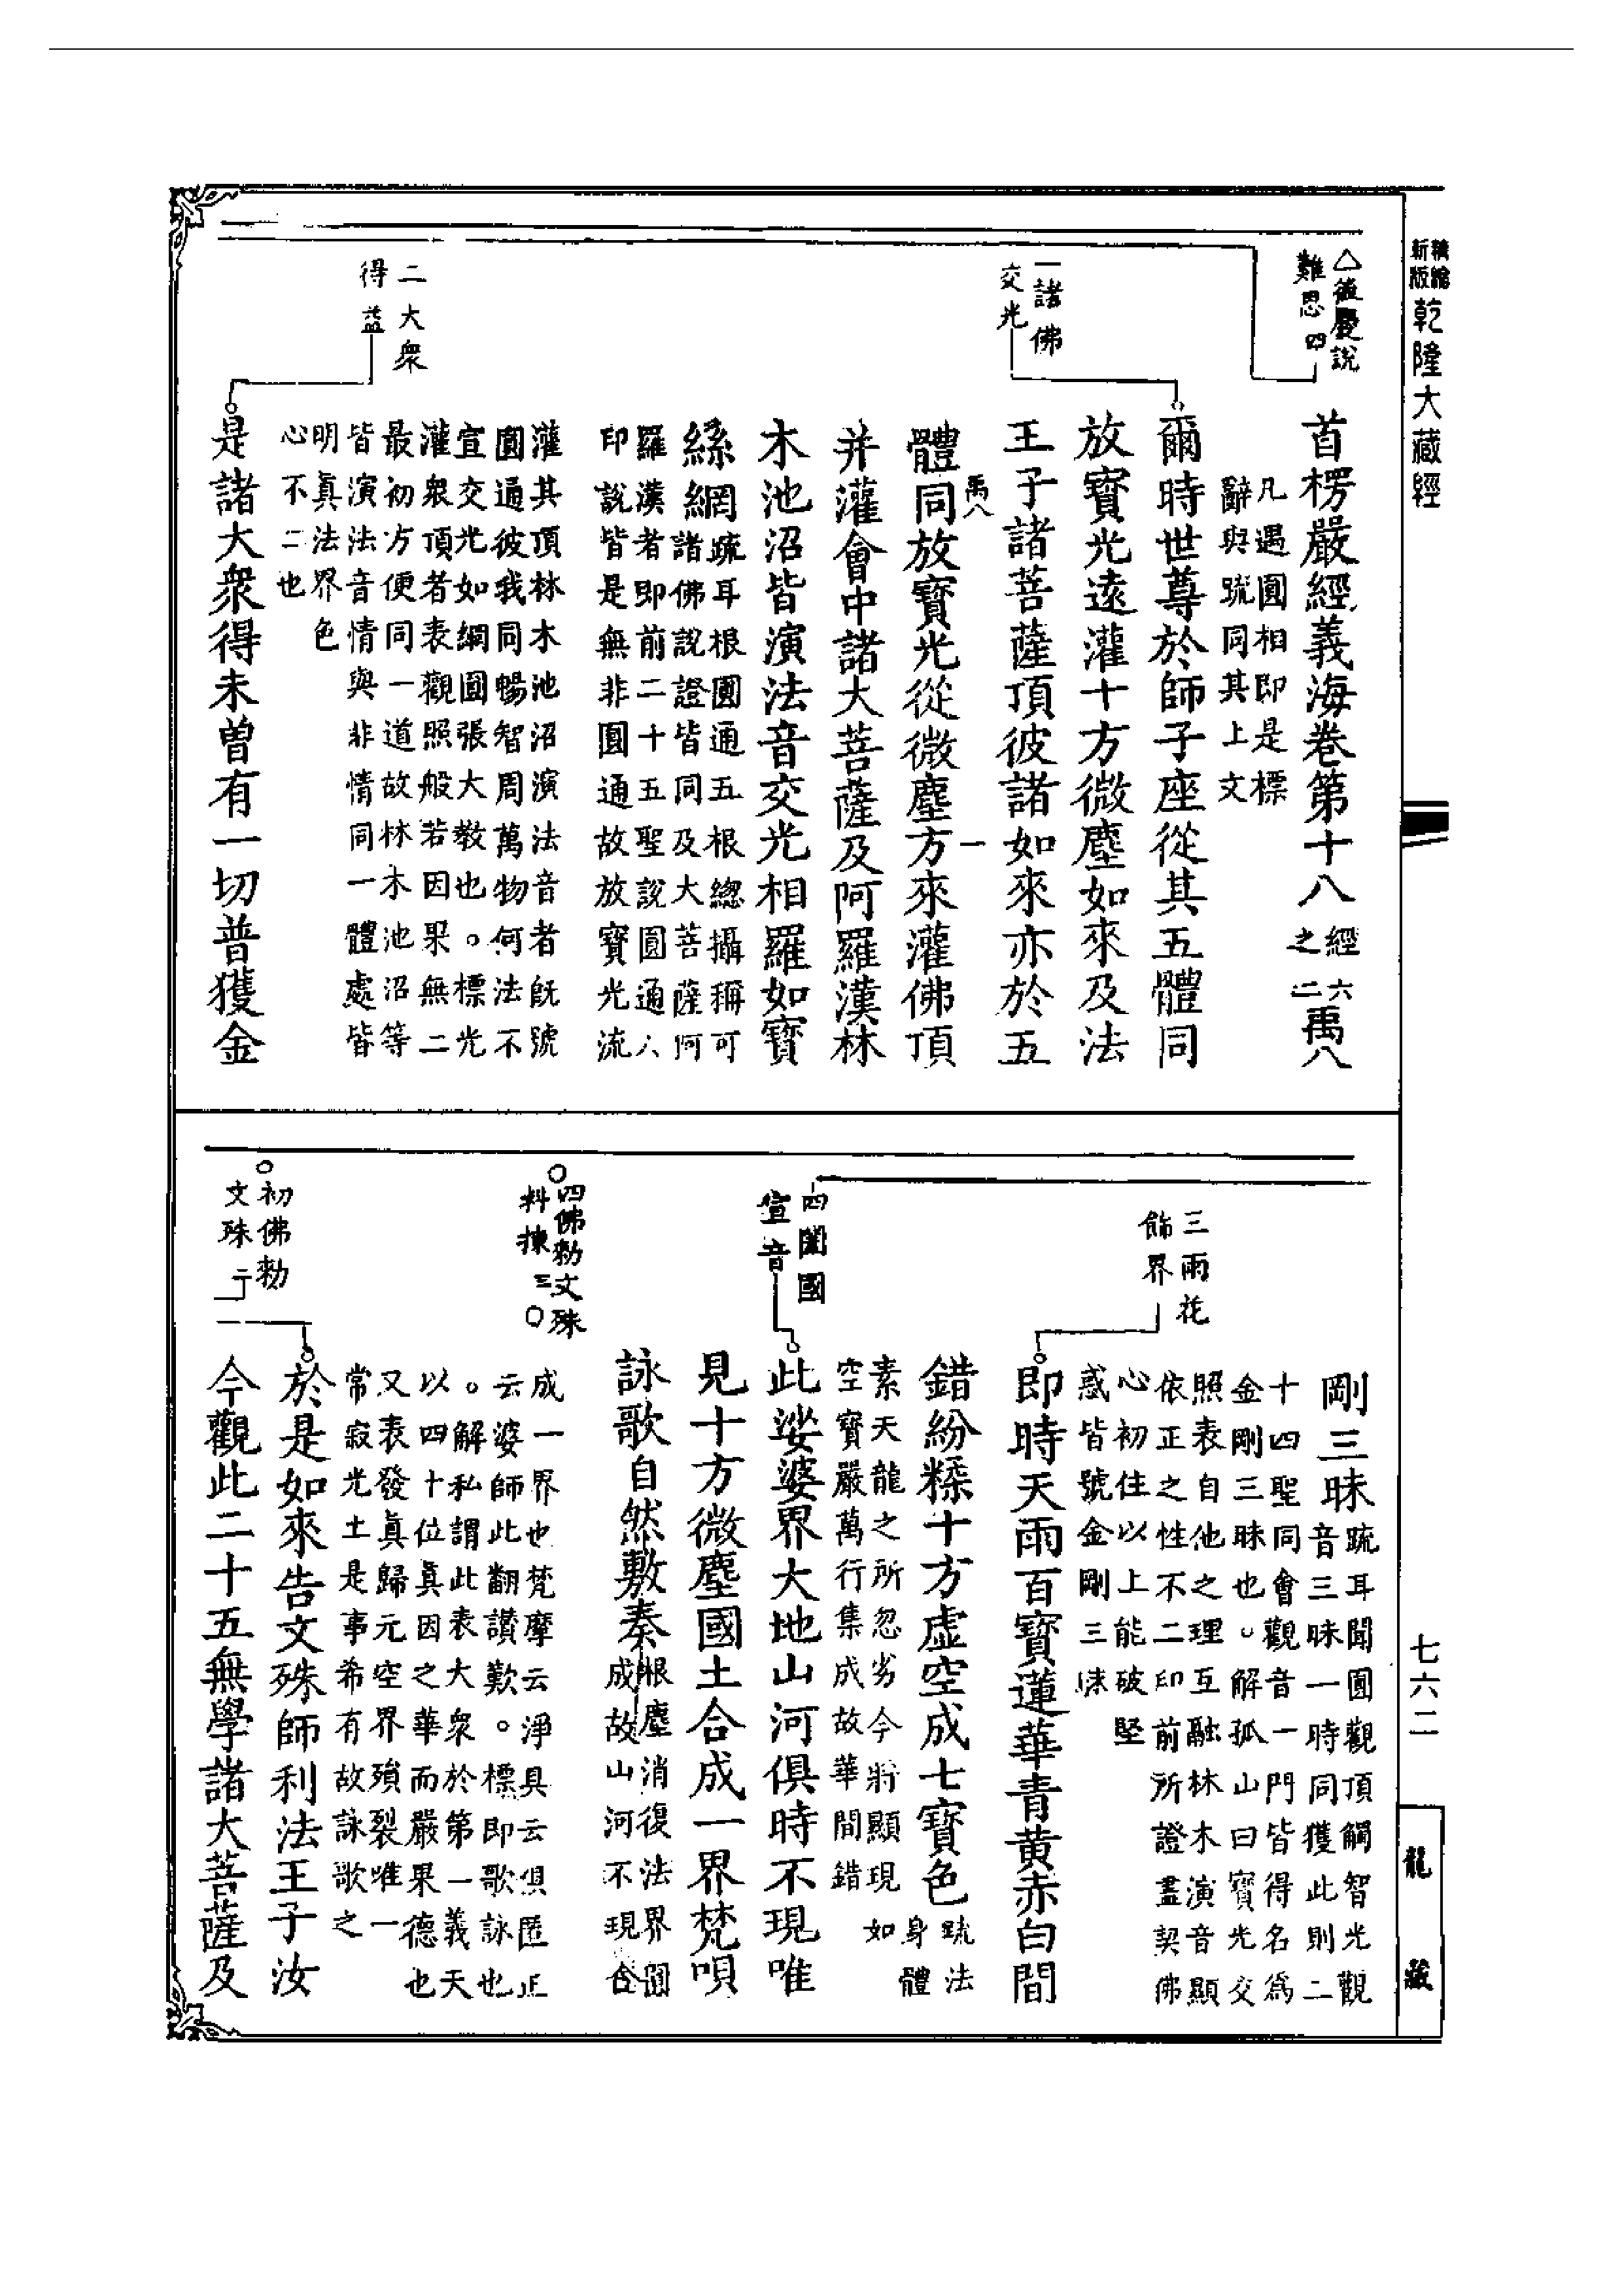 精縮新版乾隆大藏經
△後慶說
難思四
首楞嚴經義海卷第十八 經六之二 禹八
凡遇圓相即是標
辭與䟽同其上文
一諸佛
交光
爾時世尊於師子座從其五體同
放寶光遠灌十方微塵如來及法
王子諸菩薩頂彼諸如來亦於五
禹八 一
體同放寶光從微塵方來灌佛頂
并灌會中諸大菩薩及阿羅漢林
木池沼皆演法音交光相羅如寶
絲網䟽耳根圓通五根總攝稱可
諸佛說證皆同及大菩薩阿
羅漢者即前二十五聖說圓通人
印說皆是無非圓通故放寶光流
灌其頂林木池沼演法音者既號
圓通彼我同暢智周萬物何法不
宣交光如網圓張大教也。標光
灌眾頂者表觀照般若因果無二
最初方便同一道故林木池沼等
皆演法音情與非情同一體處皆
明真法界色
心不二也
二大眾
得益
是諸大眾得未曾有一切普獲金
剛三昧䟽耳聞圓觀頂觸智光觀
音三昧一時同獲此則二
十四聖同會觀音一門皆得名為
金剛三昧也。解孤山曰寶光交
照表自他之理互融林木演音顯
依正之性不二印前所證盡契佛
心初住以上能破堅
惑皆號金剛三昧
三雨花
飾界
即時天雨百寶蓮華青黃赤白間
錯紛糅十方虛空成七寶色䟽法
身體
如
素天龍之所忽劣今將顯現
空寶嚴萬行集成故華間錯
四闡國
宣音
此娑婆界大地山河俱時不現唯
見十方微塵國土合成一界梵唄
詠歌自然敷奏根塵消復法界圓
成故山河不現合
成一界也梵摩云淨具云俱匿正
云婆師此翻讚歎。標即歌詠也
。解私謂此表大眾於第一義天
以四十位真因之華而嚴果德也
又表發真歸元空界殞裂唯一
常寂光土是事希有故詠歌之
○四佛勑文殊
料揀三○
○初佛勑
文殊二
於是如來告文殊師利法王子汝
今觀此二十五無學諸大菩薩及
七六二
龍藏